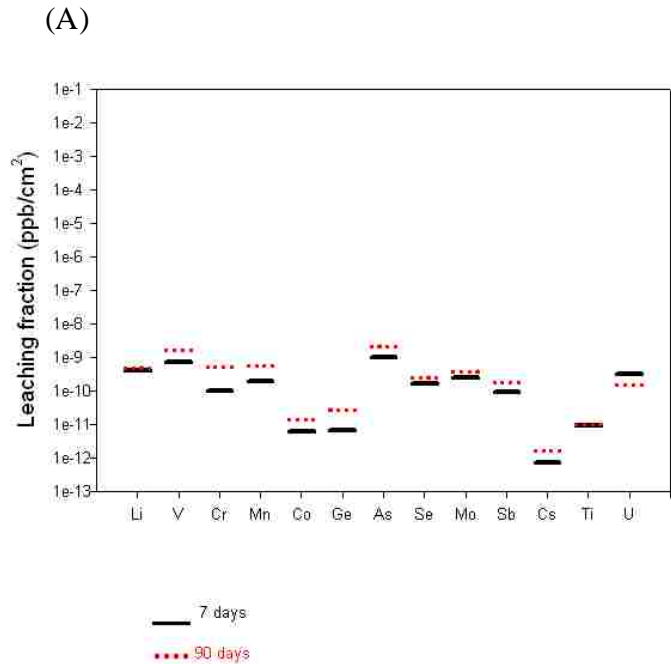 (A)
Leaching fraction (ppb/cm²)
1e-1
1e-2
1e-3
1e-4
1e-5
1e-6
1e-7
1e-8
1e-9
1e-10
1e-11
1e-12
1e-13
Li V Cr Mn Co Ge As Se Mo Sb Cs Ti U
7 days
90 days